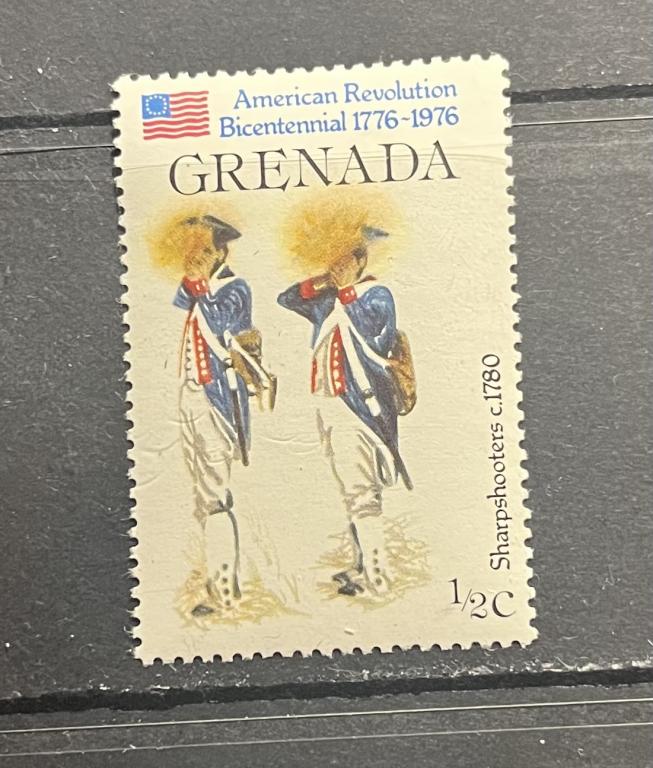 American Revolution
Bicentennial 1776~1976
GRENADA
Sharpshooters c.1780
1/2C